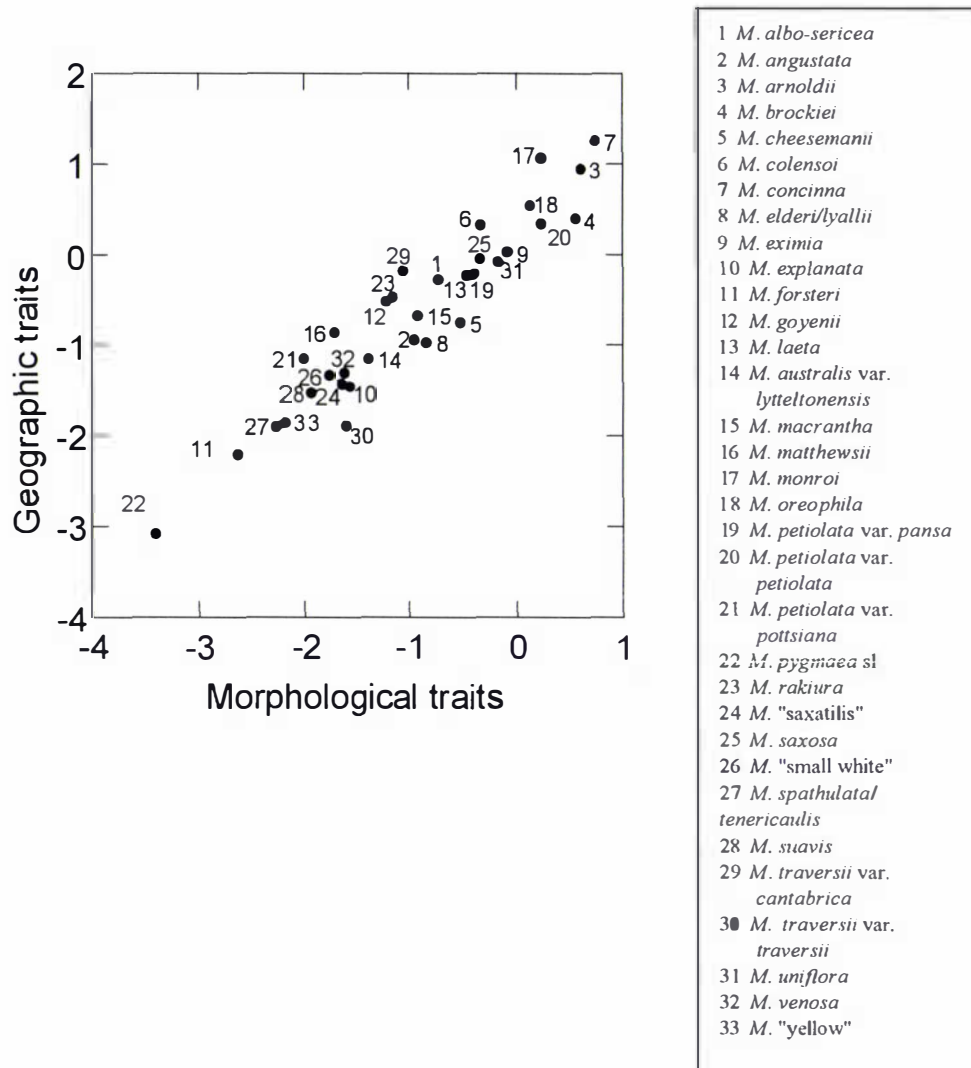 2
1
0
-1
-2
-3
-4
Geographic traits
-4 -3 -2 -1 0 1
Morphological traits
7
17
3
18
4
6
20
25
9
29
1
31
23
13 19
12
15
5
16
2
8
21
32
14
26
28
24
10
27
33
30
11
22
1 M. albo-sericea
2 M. angustata
3 M. arnoldii
4 M. brockiei
5 M. cheesemanii
6 M. colensoi
7 M. concinna
8 M. elderi/lyallii
9 M. eximia
10 M. explanata
11 M. forsteri
12 M. goyenii
13 M. laeta
14 M. australis var.
lytteltonensis
15 M. macrantha
16 M. matthewsii
17 M. monroi
18 M. oreophila
19 M. petiolata var. pansa
20 M. petiolata var.
petiolata
21 M. petiolata var.
pottsiana
22 M. pygmaea sl
23 M. rakiura
24 M. "saxatilis"
25 M. saxosa
26 M. "small white"
27 M. spathulata/
tenericaulis
28 M. suavis
29 M. traversii var.
cantabrica
30 M. traversii var.
traversii
31 M. uniflora
32 M. venosa
33 M. "yellow"